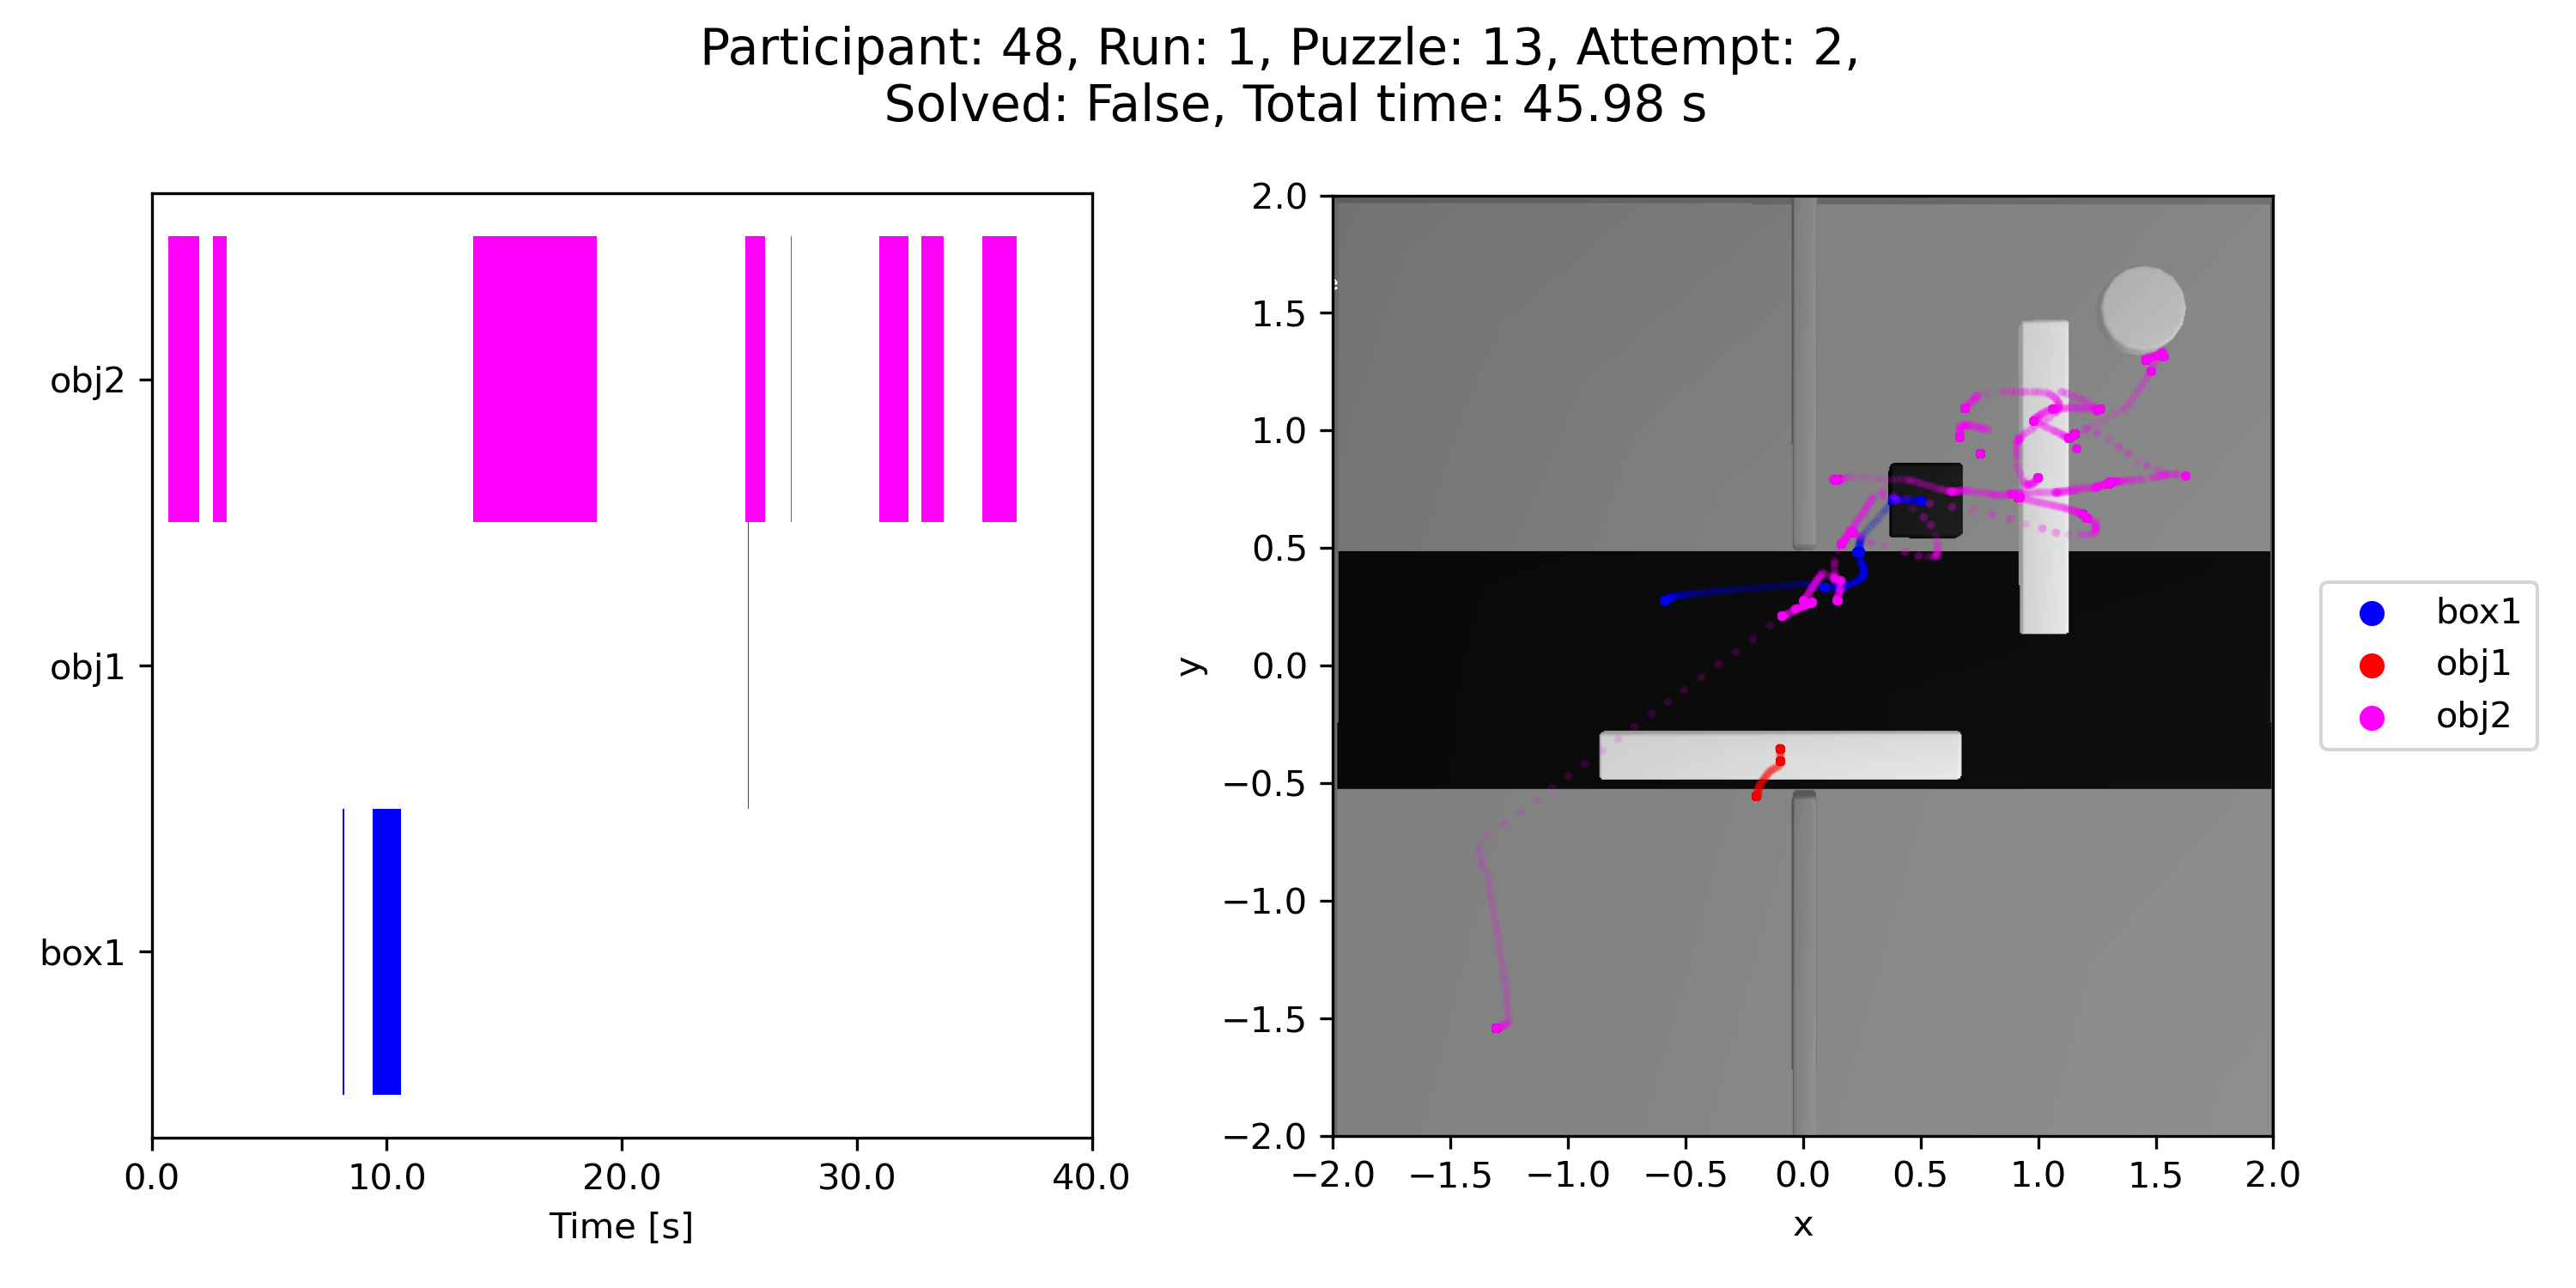 Participant: 48, Run: 1, Puzzle: 13, Attempt: 2,
Solved: False, Total time: 45.98 s
obj2
obj1
box1
0.0 10.0 20.0 30.0 40.0
Time [s]
2.0
1.5
1.0
0.5
0.0
−0.5
−1.0
−1.5
−2.0
y
−2.0 −1.5 −1.0 −0.5 0.0 0.5 1.0 1.5 2.0
x
e
box1
obj1
obj2